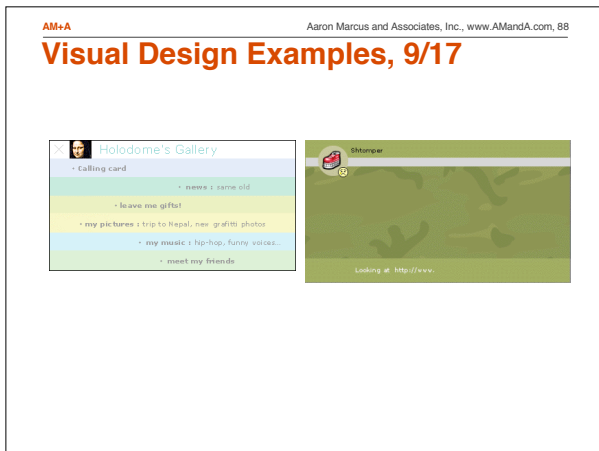 AM+A
Aaron Marcus and Associates, Inc., www.AMandA.com, 88
Visual Design Examples, 9/17
Holodome's Gallery
• Calling card
• news : same old
• leave me gifts!
• my pictures : trip to Nepal, new grafitti photos
• my music : hip-hop, funny voices...
• meet my friends
Shtomper
Looking at http://www.